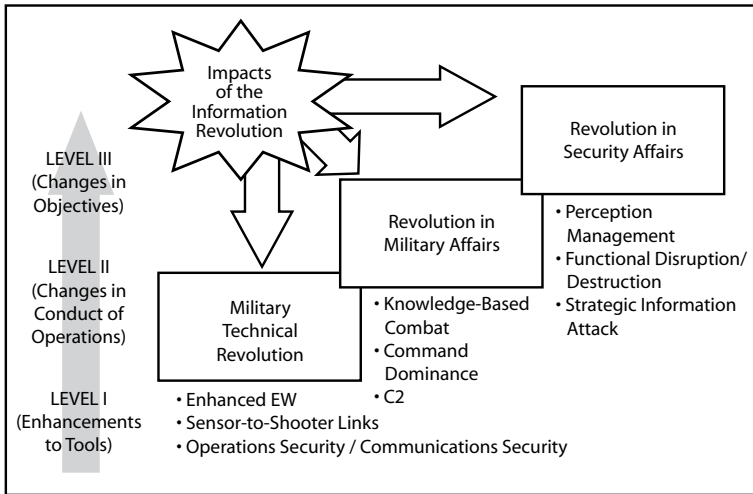 Impacts
of the
Information
Revolution
LEVEL III
(Changes in
Objectives)
LEVEL II
(Changes in
Conduct of
Operations)
LEVEL I
(Enhancements
to Tools)
Revolution in
Security Affairs
• Perception
Management
• Functional Disruption/
Destruction
• Strategic Information
Attack
Revolution in
Military Affairs
• Knowledge-Based
Combat
• Command
Dominance
• C2
Military
Technical
Revolution
• Enhanced EW
• Sensor-to-Shooter Links
• Operations Security / Communications Security